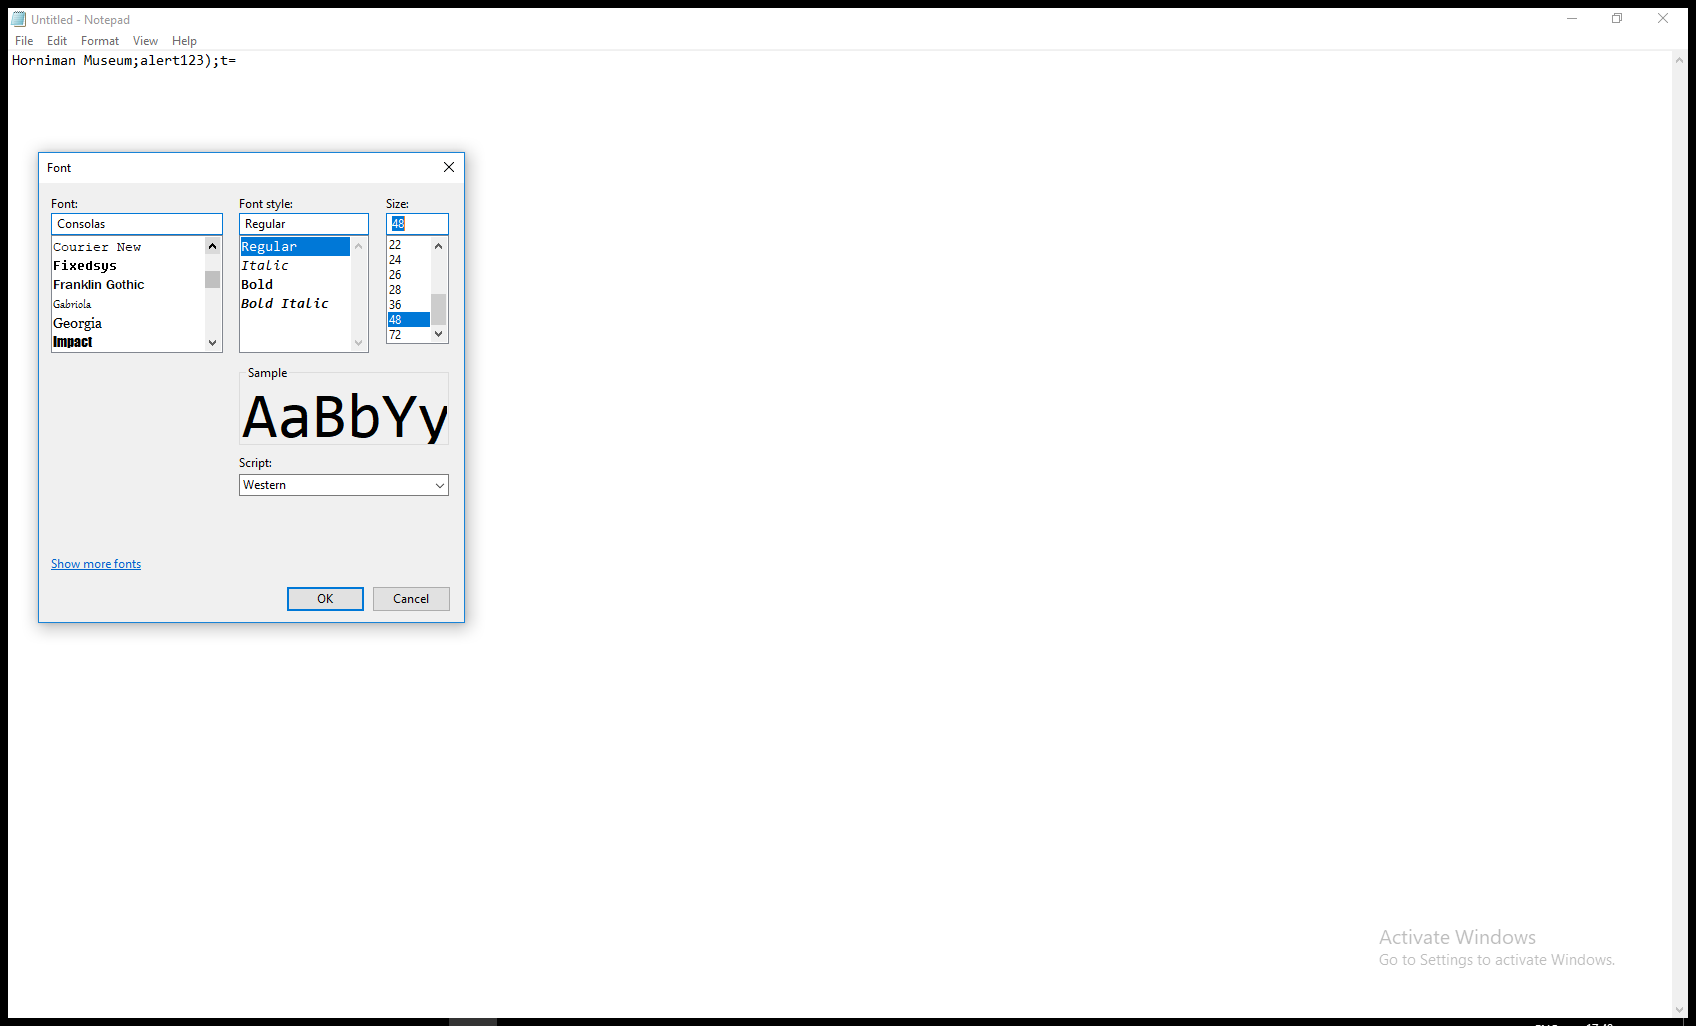 Untitled - Notepad
File Edit Format View Help
Horniman Museum;alert123);t=
Font
Font: Font style: Size:
Consolas Regular 48
Courier New
Fixedsys
Franklin Gothic
Gabriola
Georgia
Impact
Regular
Italic
Bold
Bold Italic
22
24
26
28
36
48
72
Sample
AaBbYy
Script:
Western
Show more fonts
OK Cancel
Activate Windows
Go to Settings to activate Windows.